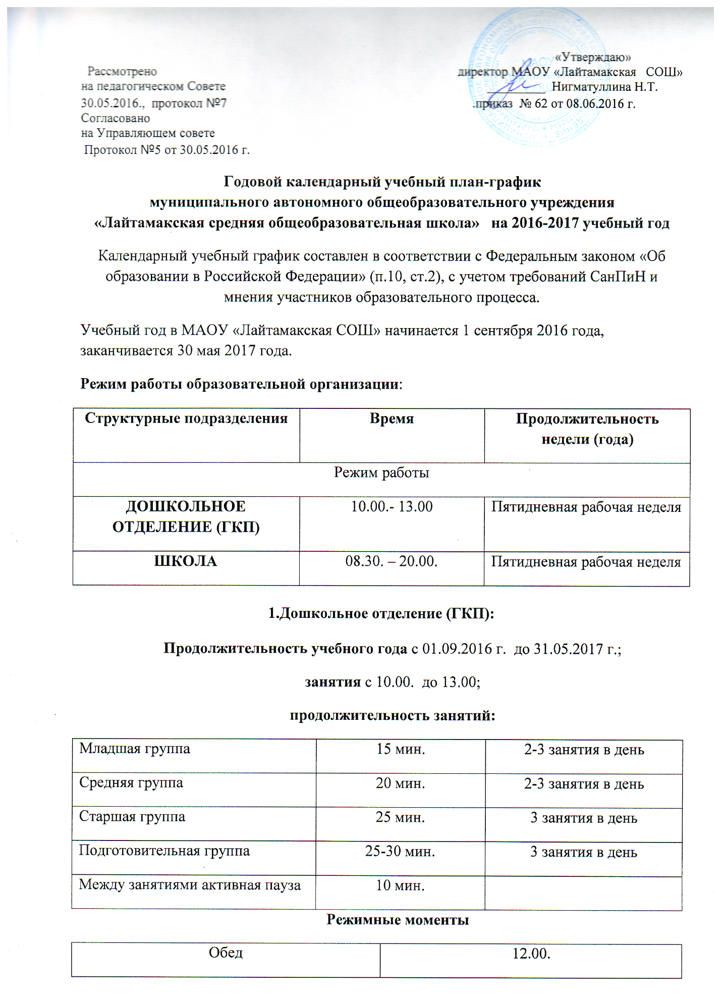 Рассмотрено
на педагогическом Совете
30.05.2016., протокол №7
Согласовано
на Управляющем совете
Протокол №5 от 30.05.2016 г.
«Утверждаю»
директор МАОУ «Лайтамакская СОШ»
_________ Нигматуллина Н.Т.
.приказ № 62 от 08.06.2016 г.
Годовой календарный учебный план-график
муниципального автономного общеобразовательного учреждения
«Лайтамакская средняя общеобразовательная школа» на 2016-2017 учебный год
Календарный учебный график составлен в соответствии с Федеральным законом «Об
образовании в Российской Федерации» (п.10, ст.2), с учетом требований СанПиН и
мнения участников образовательного процесса.
Учебный год в МАОУ «Лайтамакская СОШ» начинается 1 сентября 2016 года,
заканчивается 30 мая 2017 года.
Режим работы образовательной организации:
Структурные подразделения Время Продолжительность
недели (года)
Режим работы
ДОШКОЛЬНОЕ 10.00.- 13.00 Пятидневная рабочая неделя
ОТДЕЛЕНИЕ (ГКП)
ШКОЛА 08.30. – 20.00. Пятидневная рабочая неделя
1.Дошкольное отделение (ГКП):
Продолжительность учебного года с 01.09.2016 г. до 31.05.2017 г.;
занятия с 10.00. до 13.00;
продолжительность занятий:
Младшая группа 15 мин. 2-3 занятия в день
Средняя группа 20 мин. 2-3 занятия в день
Старшая группа 25 мин. 3 занятия в день
Подготовительная группа 25-30 мин. 3 занятия в день
Между занятиями активная пауза 10 мин.
Режимные моменты
Обед 12.00.